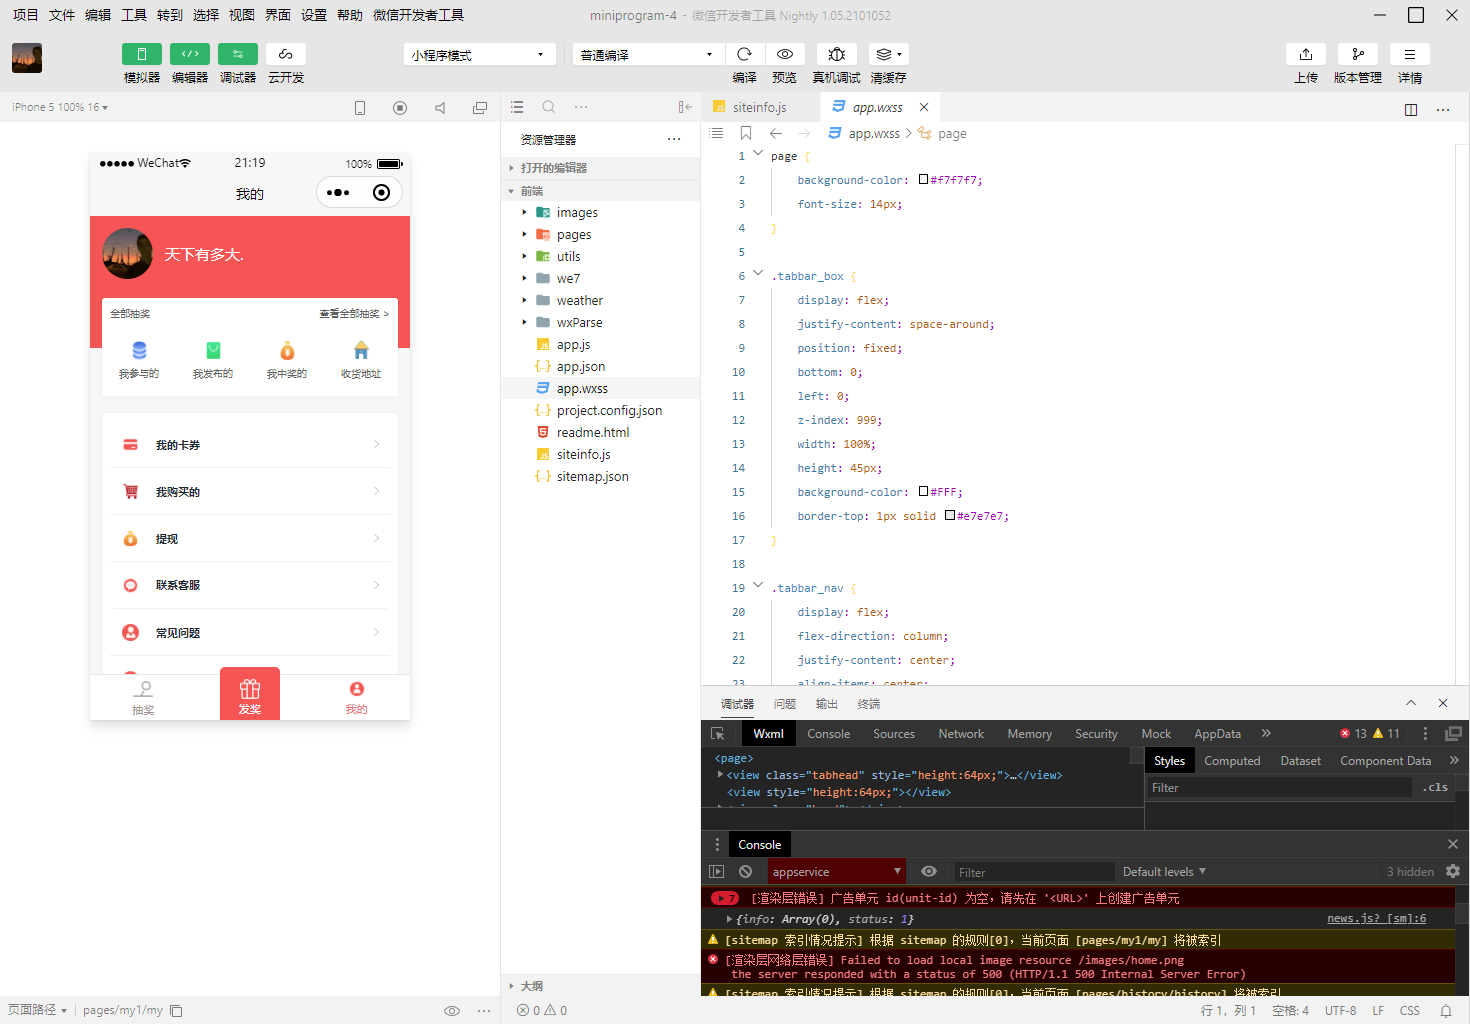 项目 文件 编辑 工具 转到 选择 视图 界面 设置 帮助 微信开发者工具
miniprogram-4 - 微信开发者工具 Nightly 1.05.2101052
模拟器 编辑器 调试器 云开发
小程序模式
普通编译
编译 预览 真机调试 清缓存
上传 版本管理 详情
iPhone 5 100% 16
WeChat 21:19 100%
我的
天下有多大.
全部抽奖 查看全部抽奖 >
我参与的 我发布的 我中奖的 收货地址
我的卡券
我购买的
提现
联系客服
常见问题
抽奖 发奖 我的
页面路径 pages/my1/my
资源管理器
打开的编辑器
前端
images
pages
utils
we7
weather
wxParse
app.js
app.json
app.wxss
project.config.json
readme.html
siteinfo.js
sitemap.json
大纲
0 0
siteinfo.js app.wxss
app.wxss > page
1 page {
2 background-color: #f7f7f7;
3 font-size: 14px;
4 }
5
6 .tabbar_box {
7 display: flex;
8 justify-content: space-around;
9 position: fixed;
10 bottom: 0;
11 left: 0;
12 z-index: 999;
13 width: 100%;
14 height: 45px;
15 background-color: #FFF;
16 border-top: 1px solid #e7e7e7;
17 }
18
19 .tabbar_nav {
20 display: flex;
21 flex-direction: column;
22 justify-content: center;
23 align-items: center;
调试器 问题 输出 终端
Wxml Console Sources Network Memory Security Mock AppData » 13 11
<page>
<view class="tabhead" style="height:64px;">…</view>
<view style="height:64px;"></view>
Styles Computed Dataset Component Data »
Filter .cls
Console
appservice Filter Default levels 3 hidden
7 [渲染层错误] 广告单元 id(unit-id) 为空，请先在 '<URL>' 上创建广告单元
{info: Array(0), status: 1} news.js? [sm]:6
[sitemap 索引情况提示] 根据 sitemap 的规则[0]，当前页面 [pages/my1/my] 将被索引
[渲染层网络层错误] Failed to load local image resource /images/home.png
the server responded with a status of 500 (HTTP/1.1 500 Internal Server Error)
[sitemap 索引情况提示] 根据 sitemap 的规则[0]，当前页面 [pages/history/history] 将被索引
行 1，列 1 空格: 4 UTF-8 LF CSS